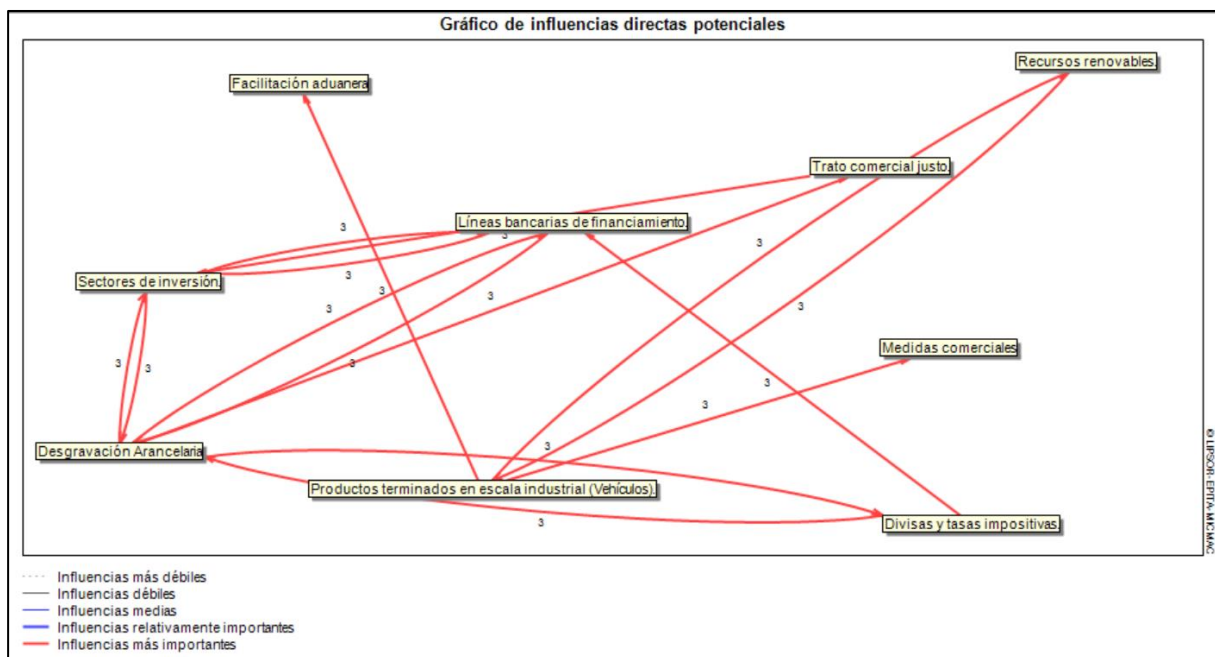 Gráfico de influencias directas potenciales
Recursos renovables.
Facilitación aduanera
Trato comercial justo.
Líneas bancarias de financiamiento.
3
3
3
3
Sectores de inversión.
3
3
3
3
3
Medidas comerciales
3
3
3
3
3
Desgravación Arancelaria
3
Productos terminados en escala industrial (Vehículos).
3
Divisas y tasas impositivas.
© LIPSOR-EPITA-MICMAC
Influencias más débiles
Influencias débiles
Influencias medias
Influencias relativamente importantes
Influencias más importantes